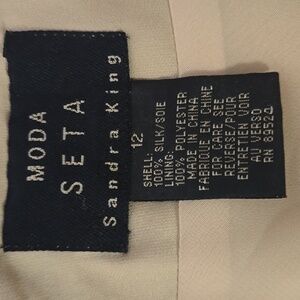 MODA
SETA
Sandra King
12
SHELL:
100% SILK/SOIE
LINING:
100% POLYESTER
MADE IN CHINA
FABRIQUE EN CHINE
FOR CARE SEE
REVERSE/POUR
ENTRETIEN VOIR
AU VERSO
RN 89522